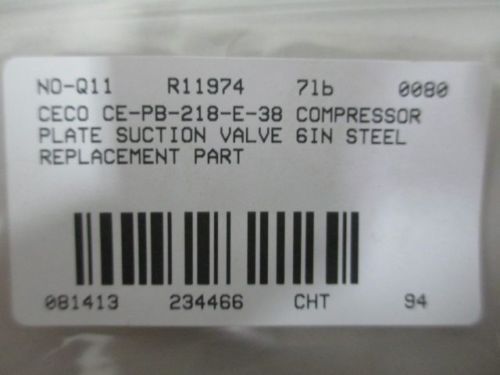 NO-Q11 R11974 7lb 0080
CECO CE-PB-218-E-38 COMPRESSOR
PLATE SUCTION VALVE 6IN STEEL
REPLACEMENT PART
081413 234466 CHT 94